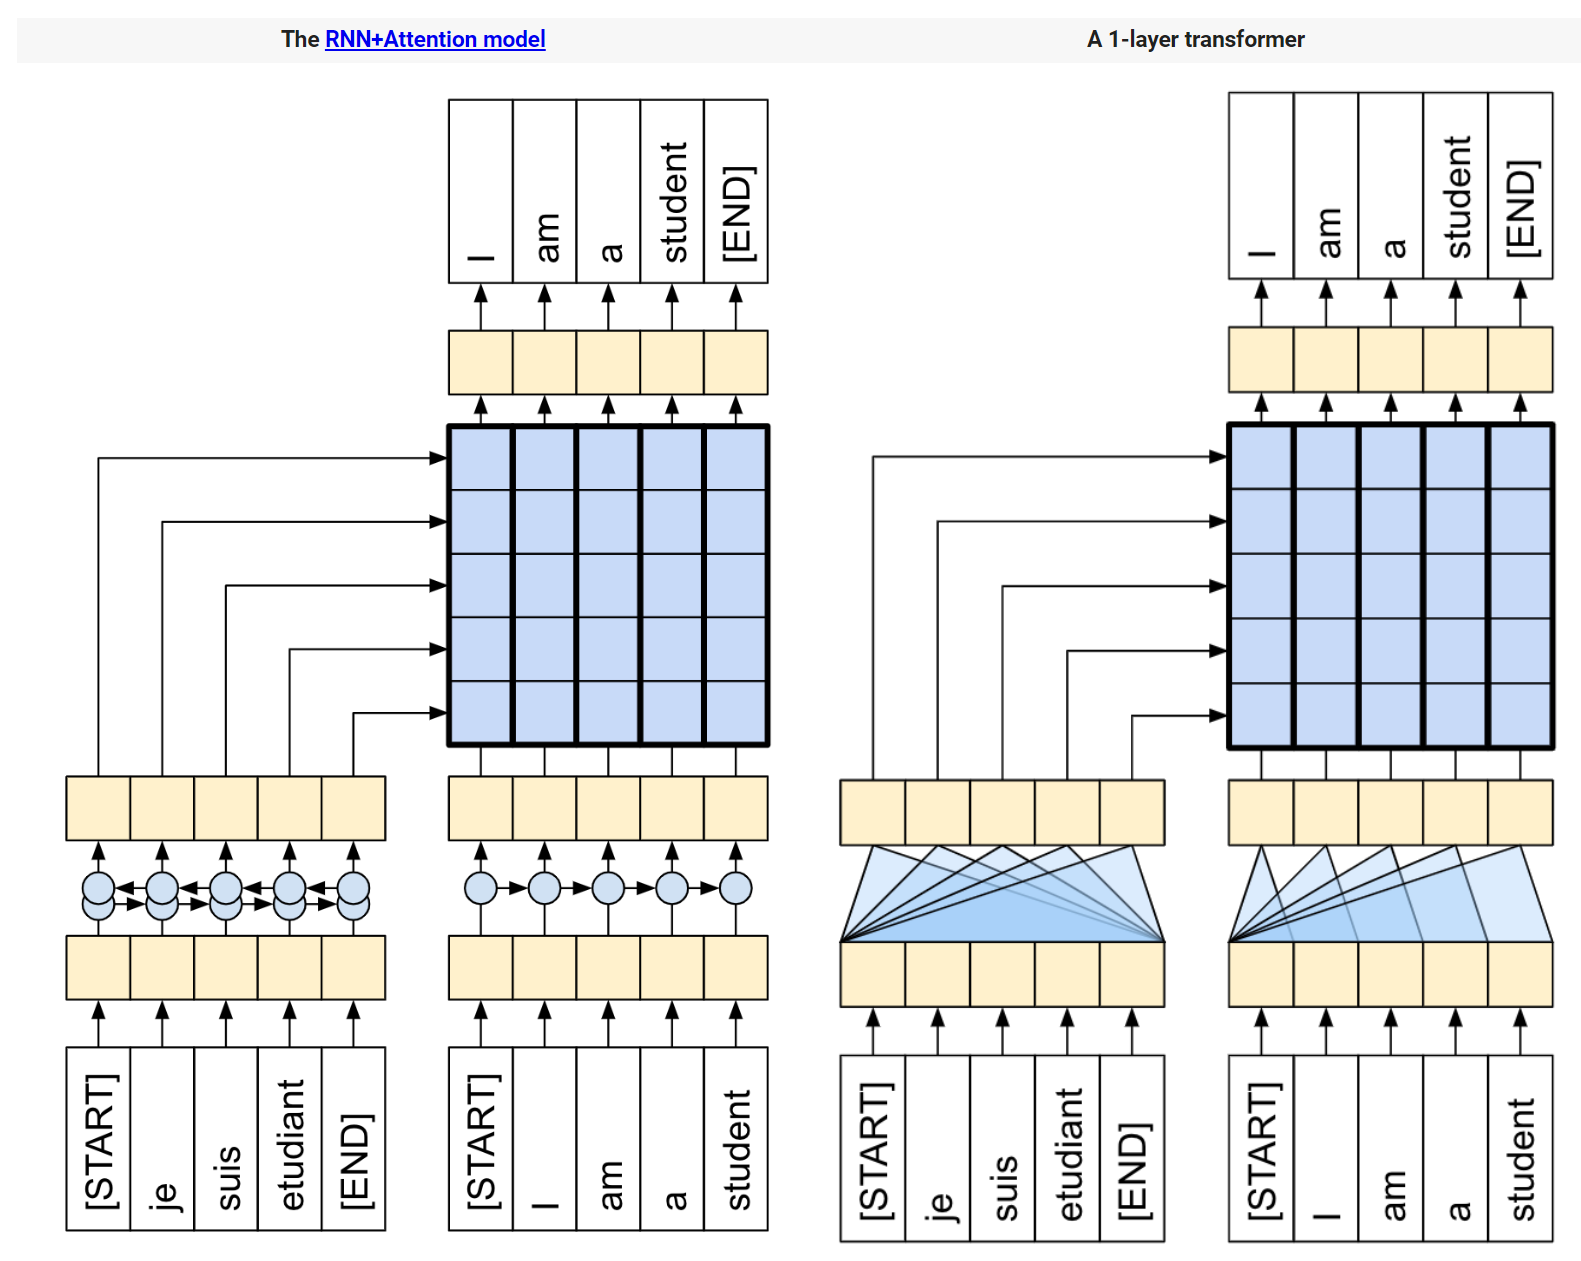 The RNN+Attention model
A 1-layer transformer
I
am
a
student
[END]
I
am
a
student
[END]
[START]
je
suis
etudiant
[END]
[START]
I
am
a
student
[START]
je
suis
etudiant
[END]
[START]
I
am
a
student